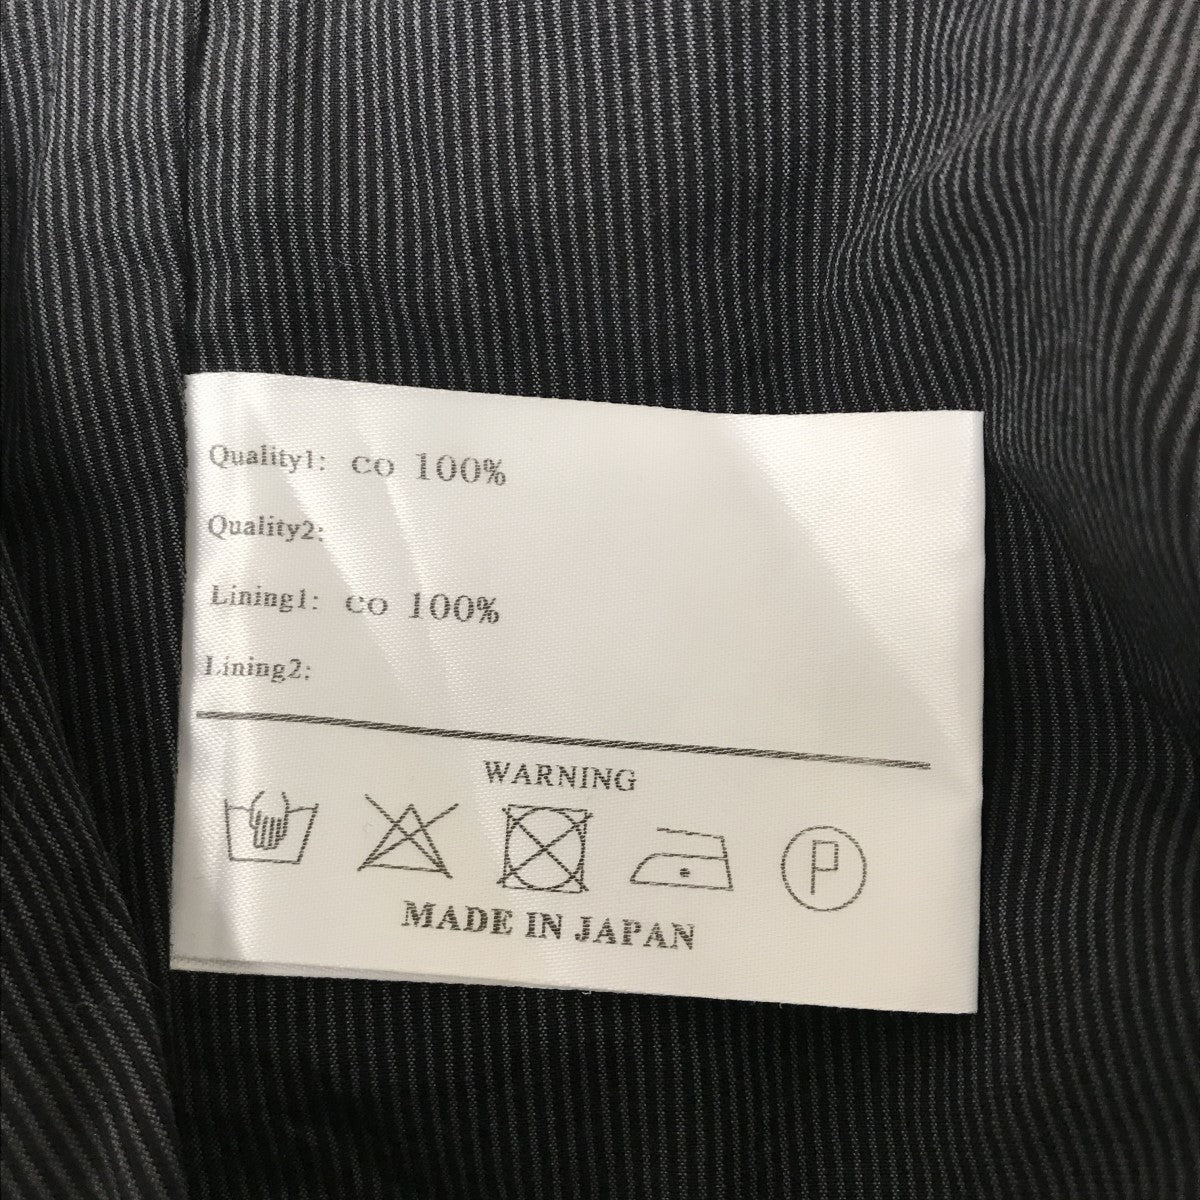 Quality1: co 100%
Quality2:
Lining1: co 100%
Lining2:
WARNING
P
MADE IN JAPAN